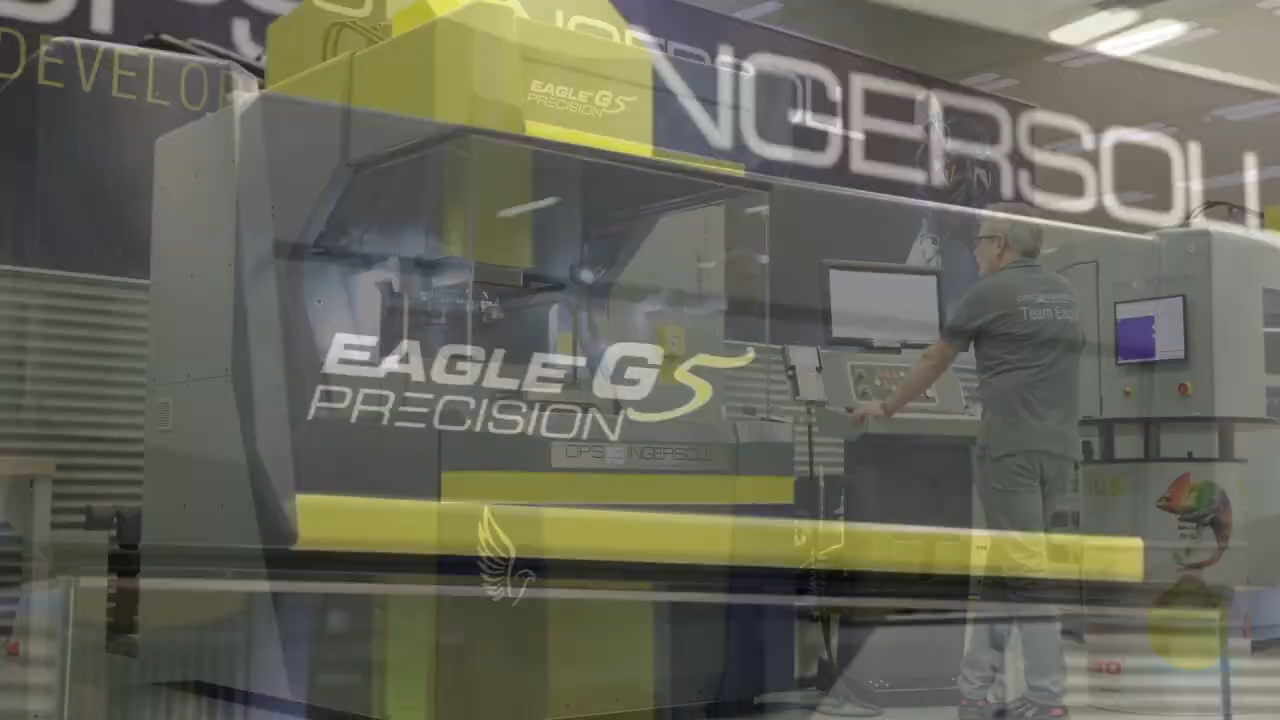 DEVELOP
INGERSOLL
EAGLE G5
PRECISION
EAGLE G5
PRECISION
OPS INGERSOLL
Team Eagle